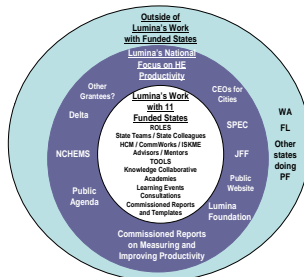 Outside of
Lumina's Work
with Funded States
Lumina's National
Focus on HE
Productivity
Other
Grantees?
CEOs for
Cities
Delta
SPEC
NCHEMS
JFF
Public
Agenda
Public
Website
Lumina
Foundation
Commissioned Reports
on Measuring and
Improving Productivity
Lumina's Work
with 11
Funded States
ROLES
State Teams / State Colleagues
HCM / CommWorks / ISKME
Advisors / Mentors
TOOLS
Knowledge Collaborative
Academies
Learning Events
Consultations
Commissioned Reports
and Templates
WA
FL
Other
states
doing
PF